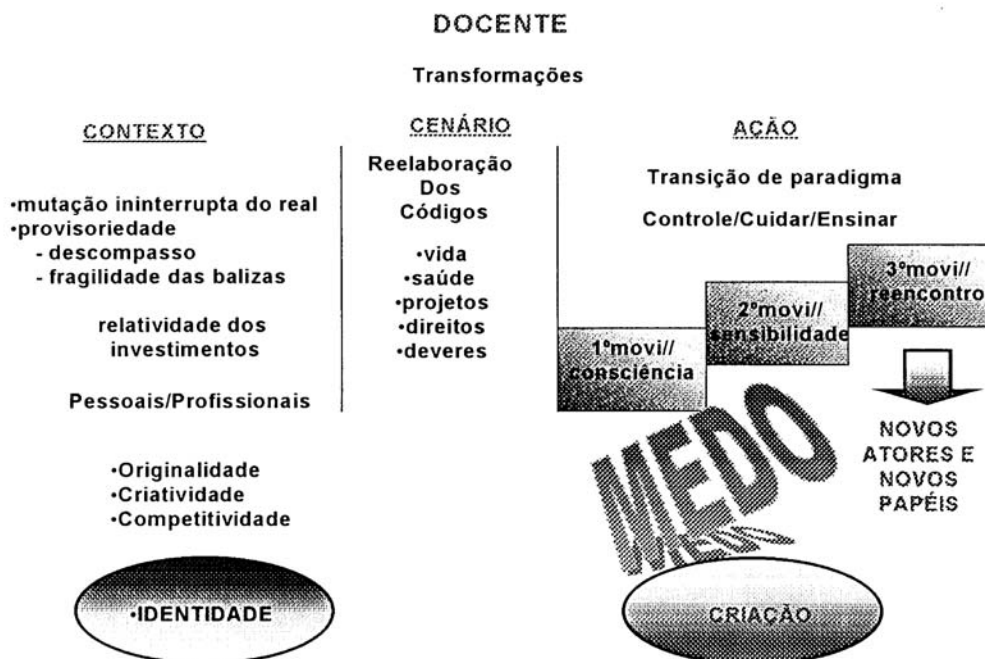 DOCENTE
Transformações
CONTEXTO
•mutação ininterrupta do real
•provisoriedade
- descompasso
- fragilidade das balizas
relatividade dos
investimentos
Pessoais/Profissionais
•Originalidade
•Criatividade
•Competitividade
•IDENTIDADE
CENÁRIO
Reelaboração
Dos
Códigos
•vida
•saúde
•projetos
•direitos
•deveres
AÇÃO
Transição de paradigma
Controle/Cuidar/Ensinar
1ºmovi//
consciência
2ºmovi//
sensibilidade
3ºmovi//
reencontro
MEDO
NOVOS
ATORES E
NOVOS
PAPÉIS
CRIAÇÃO